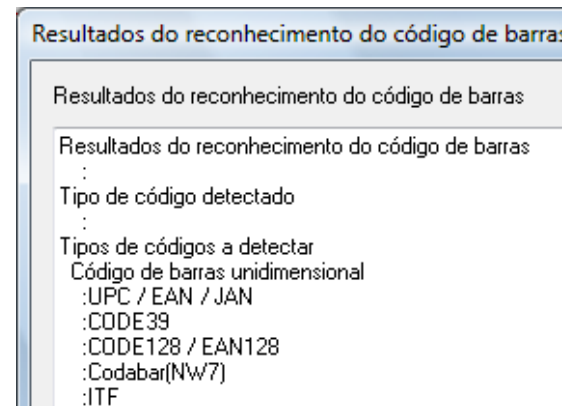 Resultados do reconhecimento do código de barras
Resultados do reconhecimento do código de barras
Resultados do reconhecimento do código de barras
:
Tipo de código detectado
:
Tipos de códigos a detectar
Código de barras unidimensional
:UPC / EAN / JAN
:CODE39
:CODE128 / EAN128
:Codabar(NW7)
:ITF